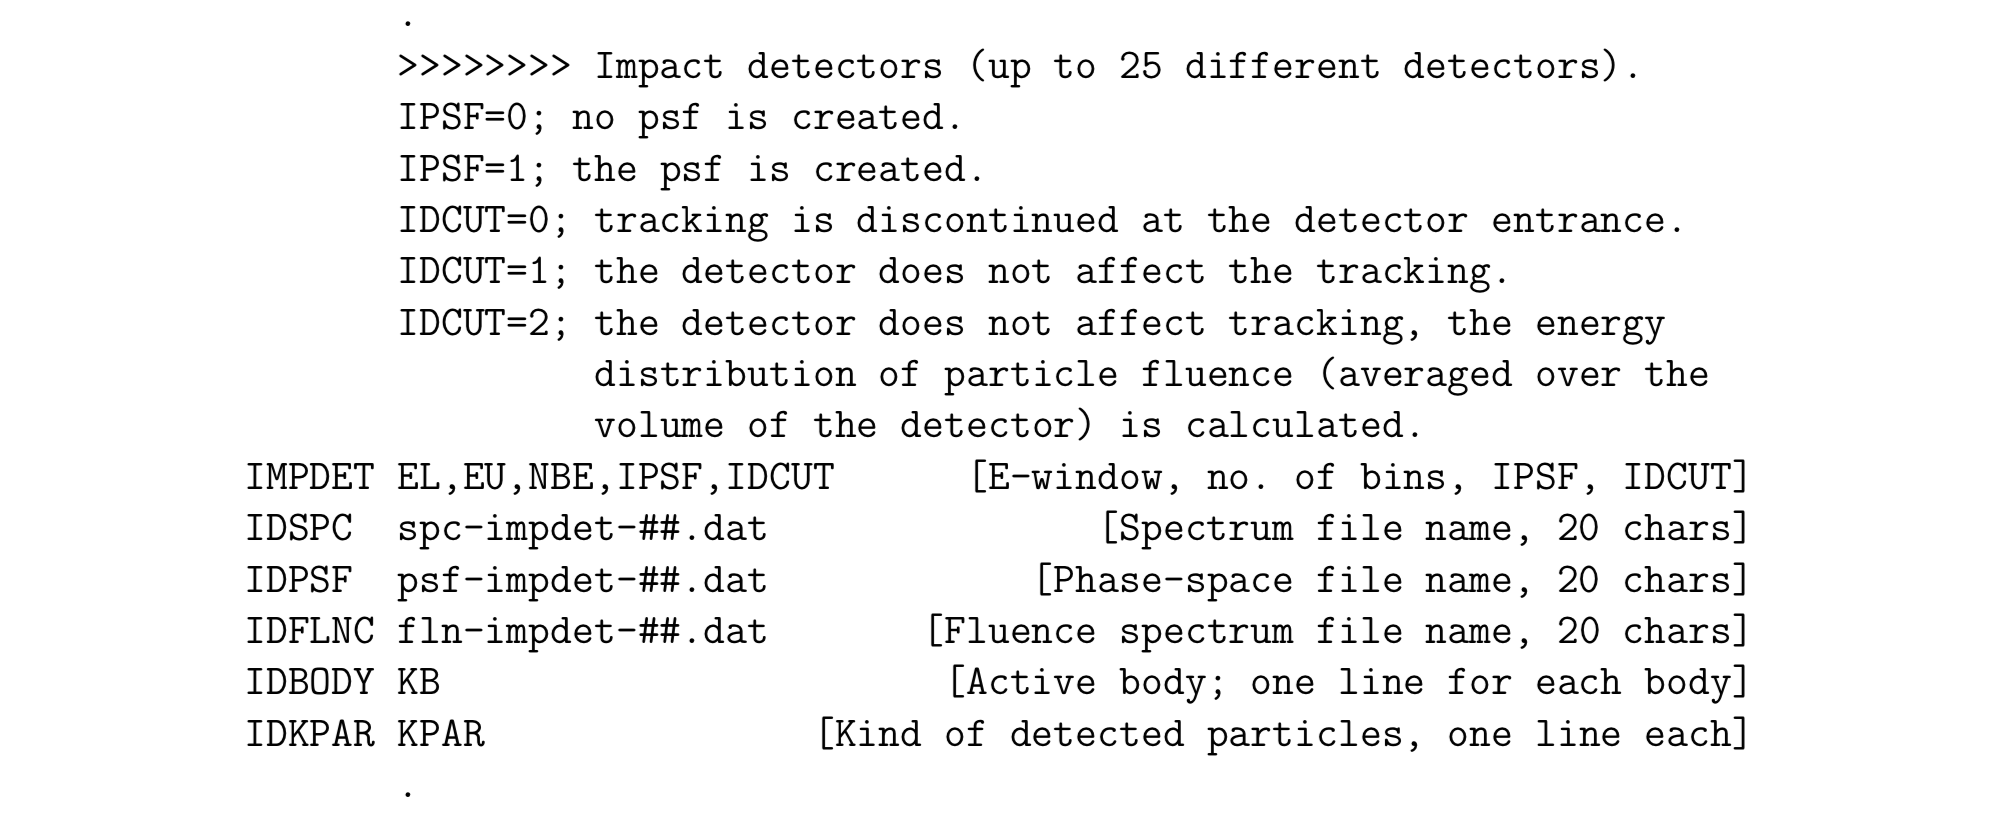 .
>>>>>>>> Impact detectors (up to 25 different detectors).
IPSF=0; no psf is created.
IPSF=1; the psf is created.
IDCUT=0; tracking is discontinued at the detector entrance.
IDCUT=1; the detector does not affect the tracking.
IDCUT=2; the detector does not affect tracking, the energy
distribution of particle fluence (averaged over the
volume of the detector) is calculated.
IMPDET EL,EU,NBE,IPSF,IDCUT [E-window, no. of bins, IPSF, IDCUT]
IDSPC spc-impdet-##.dat [Spectrum file name, 20 chars]
IDPSF psf-impdet-##.dat [Phase-space file name, 20 chars]
IDFLNC fln-impdet-##.dat [Fluence spectrum file name, 20 chars]
IDBODY KB [Active body; one line for each body]
IDKPAR KPAR [Kind of detected particles, one line each]
.